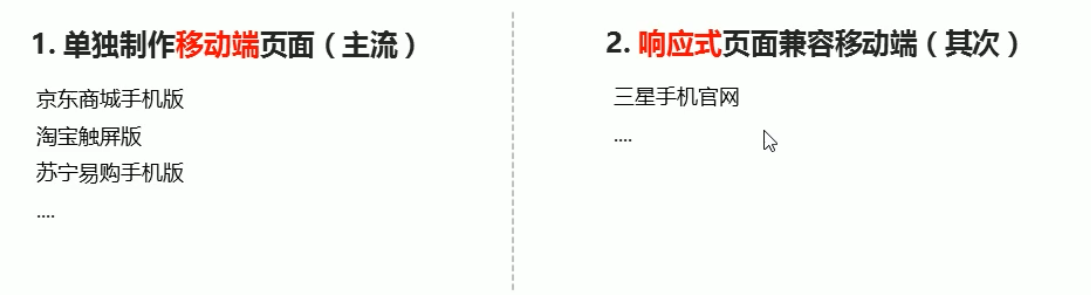 1. 单独制作移动端页面（主流）
京东商城手机版
淘宝触屏版
苏宁易购手机版
....
2. 响应式页面兼容移动端（其次）
三星手机官网
....